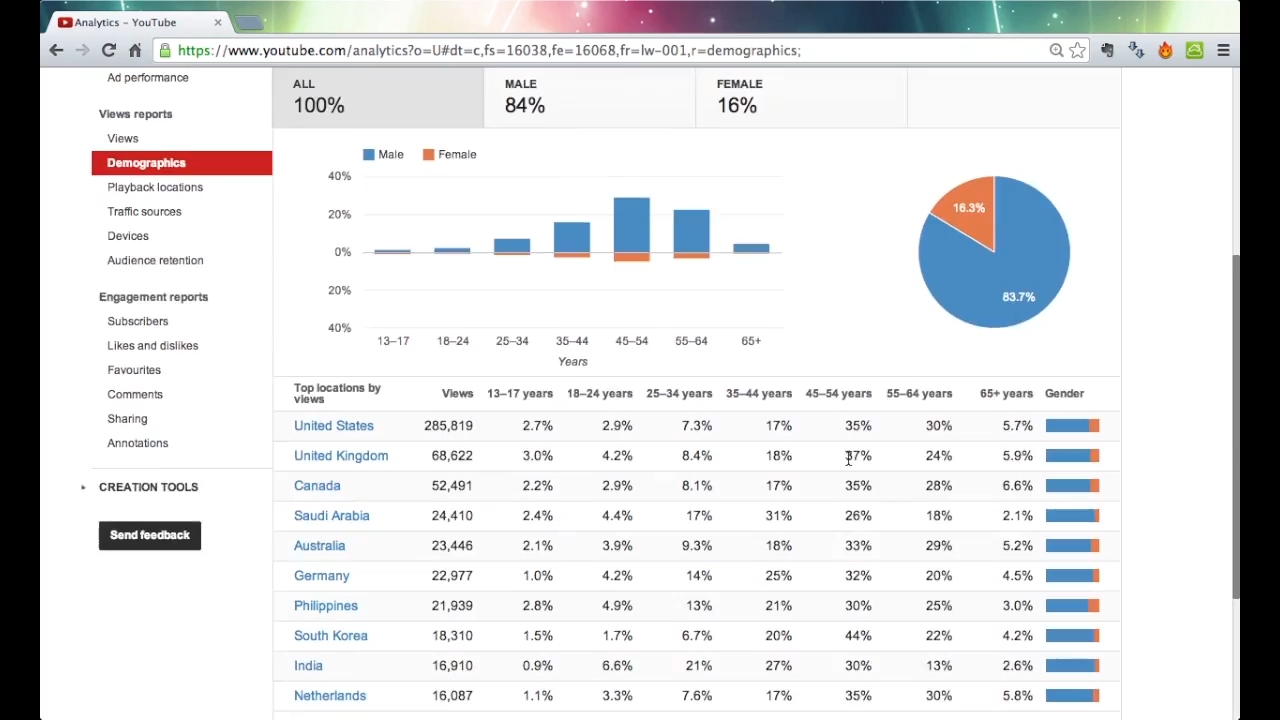 Analytics - YouTube
https://www.youtube.com/analytics?o=U#dt=c,fs=16038,fe=16068,fr=lw-001,r=demographics;
Ad performance
Views reports
Views
Demographics
Playback locations
Traffic sources
Devices
Audience retention
Engagement reports
Subscribers
Likes and dislikes
Favourites
Comments
Sharing
Annotations
CREATION TOOLS
Send feedback
ALL MALE FEMALE
100% 84% 16%
Male Female
40%
20%
0%
20%
40%
13–17 18–24 25–34 35–44 45–54 55–64 65+
Years
16.3%
83.7%
Top locations by views Views 13–17 years 18–24 years 25–34 years 35–44 years 45–54 years 55–64 years 65+ years Gender
United States 285,819 2.7% 2.9% 7.3% 17% 35% 30% 5.7%
United Kingdom 68,622 3.0% 4.2% 8.4% 18% 37% 24% 5.9%
Canada 52,491 2.2% 2.9% 8.1% 17% 35% 28% 6.6%
Saudi Arabia 24,410 2.4% 4.4% 17% 31% 26% 18% 2.1%
Australia 23,446 2.1% 3.9% 9.3% 18% 33% 29% 5.2%
Germany 22,977 1.0% 4.2% 14% 25% 32% 20% 4.5%
Philippines 21,939 2.8% 4.9% 13% 21% 30% 25% 3.0%
South Korea 18,310 1.5% 1.7% 6.7% 20% 44% 22% 4.2%
India 16,910 0.9% 6.6% 21% 27% 30% 13% 2.6%
Netherlands 16,087 1.1% 3.3% 7.6% 17% 35% 30% 5.8%